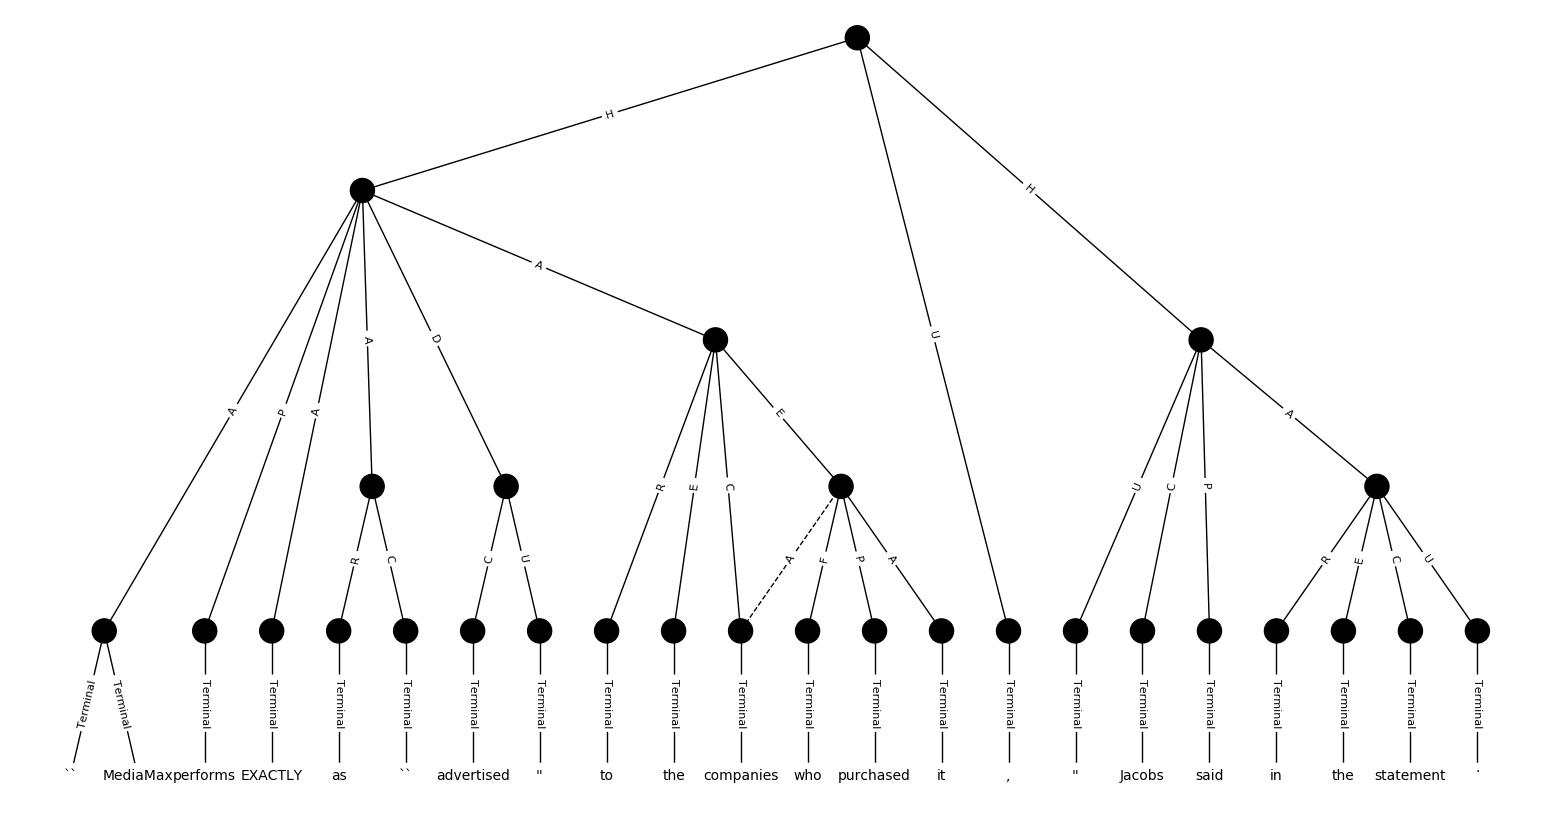 H
H
A
U
A
D
A
P
A
A
E
R
E
C
U
C
P
R
C
C
U
A
F
P
A
R
E
C
U
Terminal Terminal Terminal Terminal Terminal Terminal Terminal Terminal Terminal Terminal Terminal Terminal Terminal Terminal Terminal Terminal Terminal Terminal Terminal Terminal Terminal Terminal
`` MediaMax performs EXACTLY as `` advertised " to the companies who purchased it , " Jacobs said in the statement .